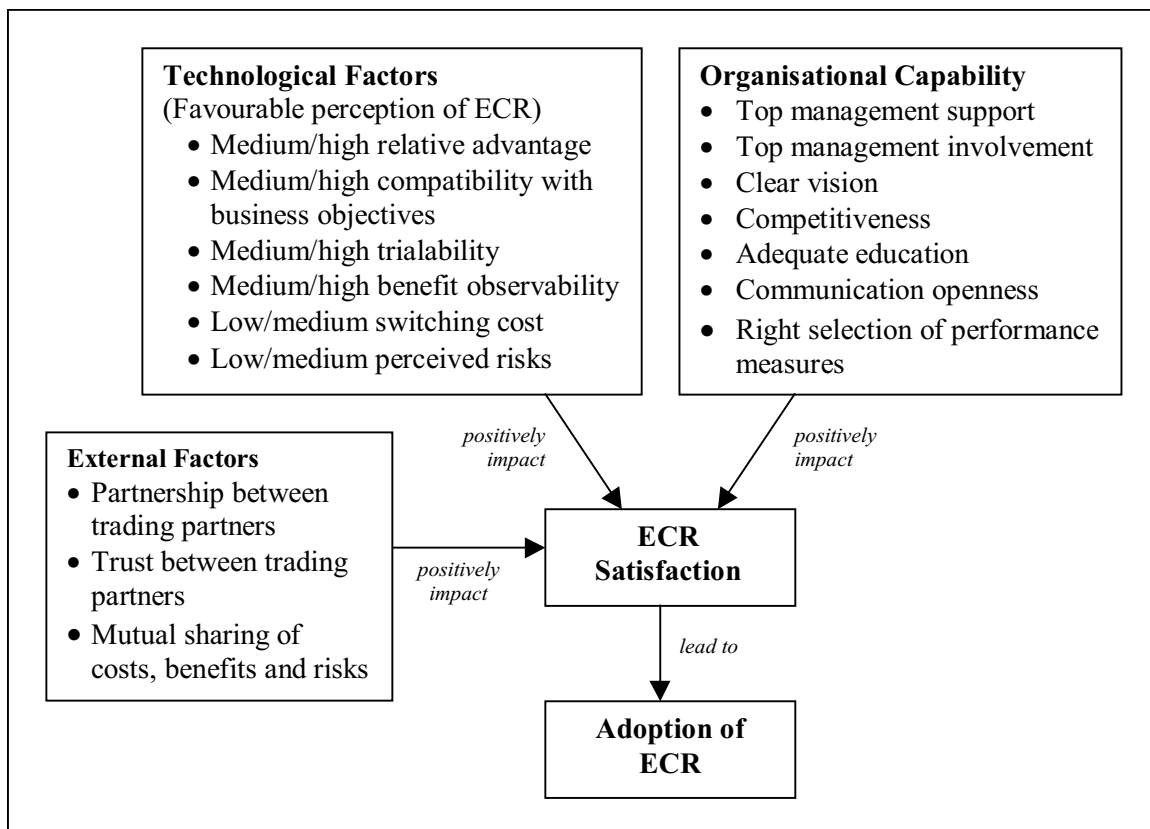 Technological Factors
(Favourable perception of ECR)
• Medium/high relative advantage
• Medium/high compatibility with
business objectives
• Medium/high trialability
• Medium/high benefit observability
• Low/medium switching cost
• Low/medium perceived risks
Organisational Capability
• Top management support
• Top management involvement
• Clear vision
• Competitiveness
• Adequate education
• Communication openness
• Right selection of performance
measures
positively
impact
positively
impact
External Factors
• Partnership between
trading partners
• Trust between trading
partners
• Mutual sharing of
costs, benefits and risks
positively
impact
ECR
Satisfaction
lead to
Adoption of
ECR